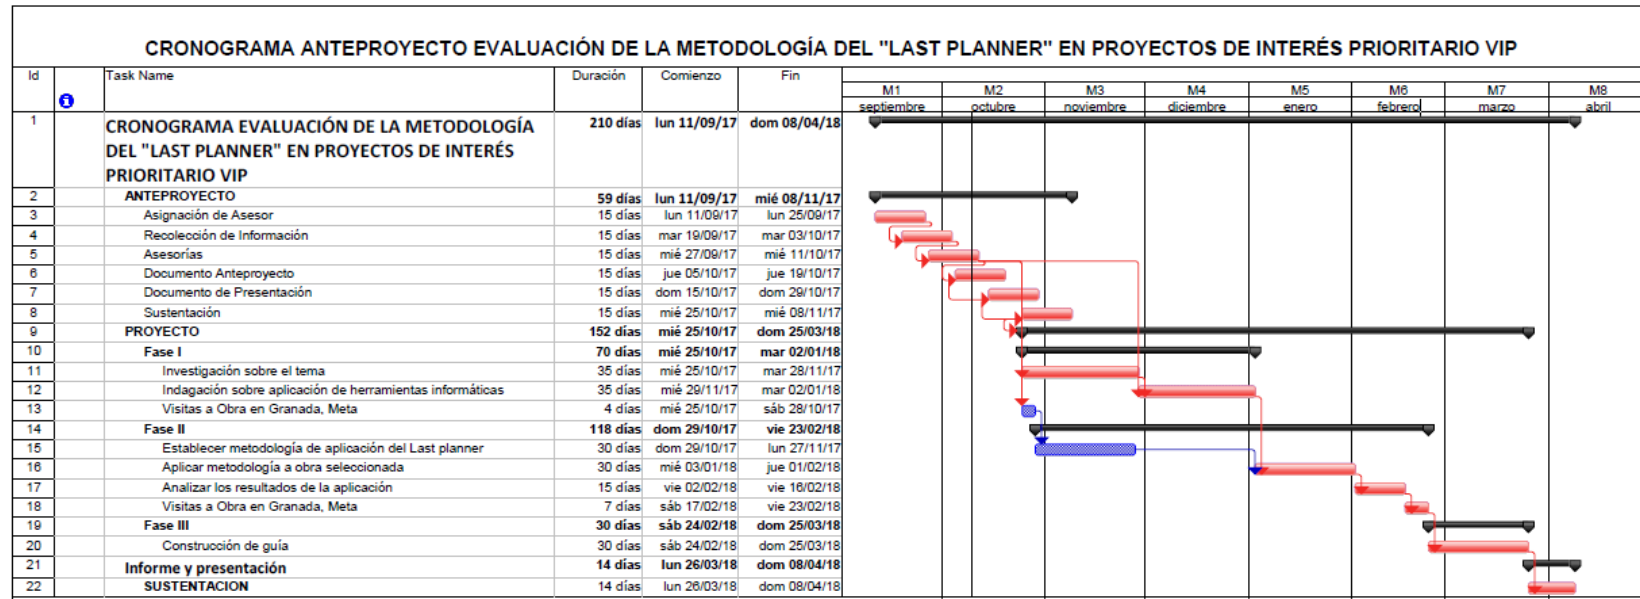 CRONOGRAMA ANTEPROYECTO EVALUACIÓN DE LA METODOLOGÍA DEL "LAST PLANNER" EN PROYECTOS DE INTERÉS PRIORITARIO VIP
Id Task Name Duración Comienzo Fin
M1 M2 M3 M4 M5 M6 M7 M8
septiembre octubre noviembre diciembre enero febrero marzo abril
1 CRONOGRAMA EVALUACIÓN DE LA METODOLOGÍA 210 días lun 11/09/17 dom 08/04/18
DEL "LAST PLANNER" EN PROYECTOS DE INTERÉS
PRIORITARIO VIP
2 ANTEPROYECTO 59 días lun 11/09/17 mié 08/11/17
3 Asignación de Asesor 15 días lun 11/09/17 lun 25/09/17
4 Recolección de Información 15 días mar 19/09/17 mar 03/10/17
5 Asesorías 15 días mié 27/09/17 mié 11/10/17
6 Documento Anteproyecto 15 días jue 05/10/17 jue 19/10/17
7 Documento de Presentación 15 días dom 15/10/17 dom 29/10/17
8 Sustentación 15 días mié 25/10/17 mié 08/11/17
9 PROYECTO 152 días mié 25/10/17 dom 25/03/18
10 Fase I 70 días mié 25/10/17 mar 02/01/18
11 Investigación sobre el tema 35 días mié 25/10/17 mar 28/11/17
12 Indagación sobre aplicación de herramientas informáticas 35 días mié 29/11/17 mar 02/01/18
13 Visitas a Obra en Granada, Meta 4 días mié 25/10/17 sáb 28/10/17
14 Fase II 118 días dom 29/10/17 vie 23/02/18
15 Establecer metodología de aplicación del Last planner 30 días dom 29/10/17 lun 27/11/17
16 Aplicar metodología a obra seleccionada 30 días mié 03/01/18 jue 01/02/18
17 Analizar los resultados de la aplicación 15 días vie 02/02/18 vie 16/02/18
18 Visitas a Obra en Granada, Meta 7 días sáb 17/02/18 vie 23/02/18
19 Fase III 30 días sáb 24/02/18 dom 25/03/18
20 Construcción de guía 30 días sáb 24/02/18 dom 25/03/18
21 Informe y presentación 14 días lun 26/03/18 dom 08/04/18
22 SUSTENTACION 14 días lun 26/03/18 dom 08/04/18